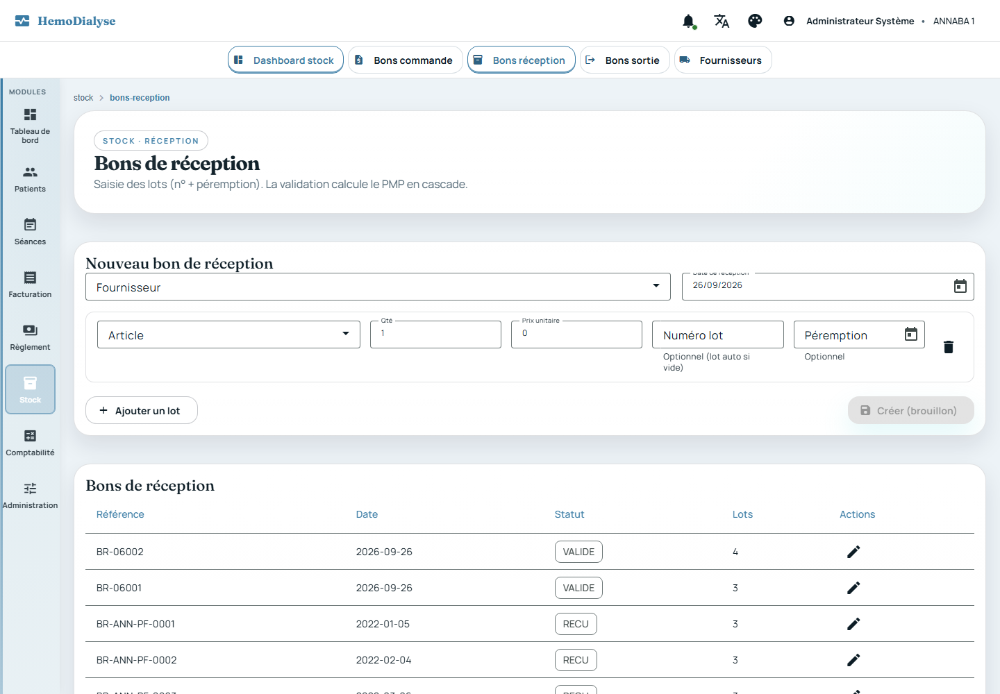 HemoDialyse
Administrateur Système • ANNABA 1
Dashboard stock
Bons commande
Bons réception
Bons sortie
Fournisseurs
MODULES
Tableau de bord
Patients
Séances
Facturation
Règlement
Stock
Comptabilité
Administration
stock > bons-reception
STOCK · RÉCEPTION
Bons de réception
Saisie des lots (n° + péremption). La validation calcule le PMP en cascade.
Nouveau bon de réception
Fournisseur
Date de réception
26/09/2026
Article
Qté
1
Prix unitaire
0
Numéro lot
Optionnel (lot auto si vide)
Péremption
Optionnel
+ Ajouter un lot
Créer (brouillon)
Bons de réception
Référence Date Statut Lots Actions
BR-06002 2026-09-26 VALIDE 4
BR-06001 2026-09-26 VALIDE 3
BR-ANN-PF-0001 2022-01-05 RECU 3
BR-ANN-PF-0002 2022-02-04 RECU 3